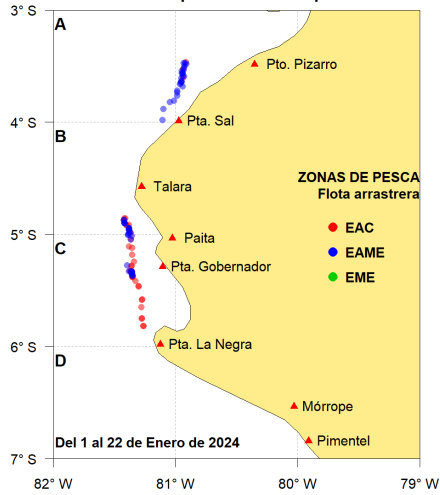 3° S
A
Pto. Pizarro
4° S
Pta. Sal
B
ZONAS DE PESCA
Flota arrastrera
Talara
EAC
5° S
Paita
C
EAME
Pta. Gobernador
EME
6° S
Pta. La Negra
D
Mórrope
Del 1 al 22 de Enero de 2024
Pimentel
7° S
82° W
81° W
80° W
79° W